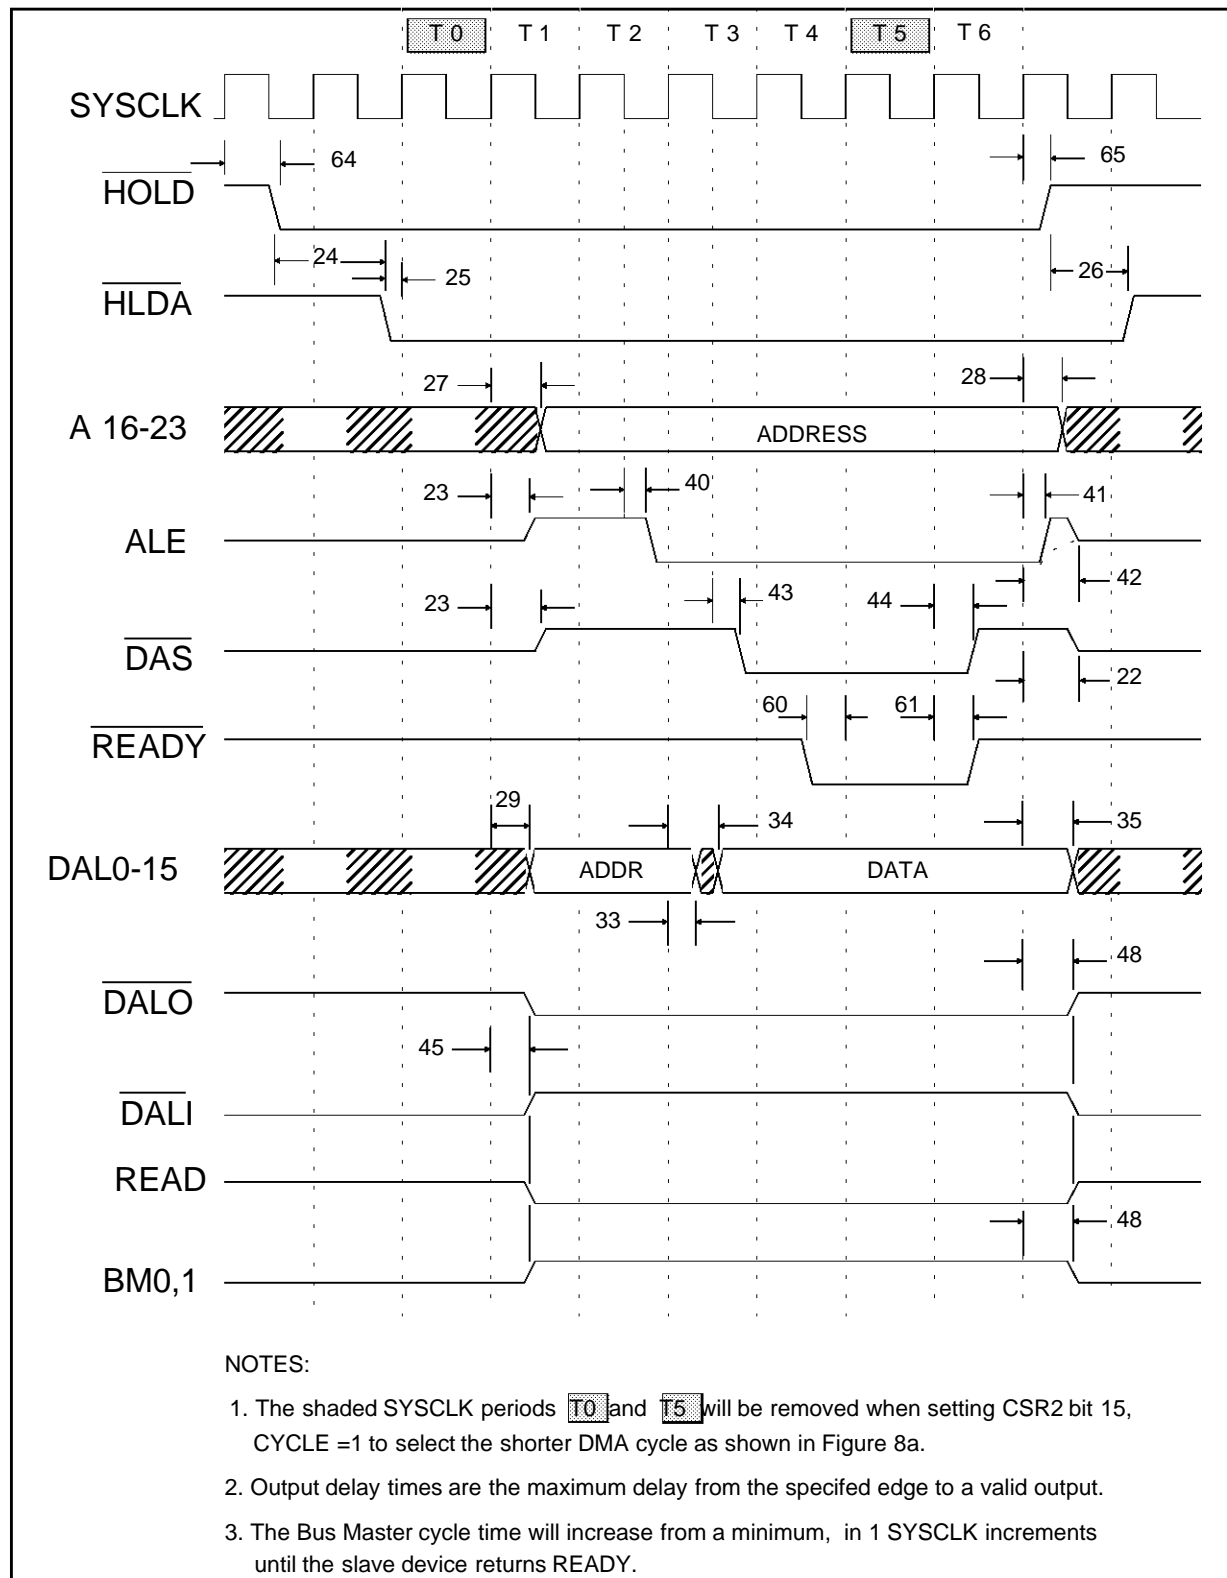 T 0 T 1 T 2 T 3 T 4 T 5 T 6
SYSCLK
64 65
HOLD
24 25 26
HLDA
27 28
A 16-23 ADDRESS
23 40 41
ALE
42
23 43 44
DAS
22
60 61
READY
29 34 35
DAL0-15 ADDR DATA
33
48
DALO
45
DALI
READ
48
BM0,1
NOTES:
1. The shaded SYSCLK periods T0 and T5 will be removed when setting CSR2 bit 15,
CYCLE =1 to select the shorter DMA cycle as shown in Figure 8a.
2. Output delay times are the maximum delay from the specifed edge to a valid output.
3. The Bus Master cycle time will increase from a minimum, in 1 SYSCLK increments
until the slave device returns READY.